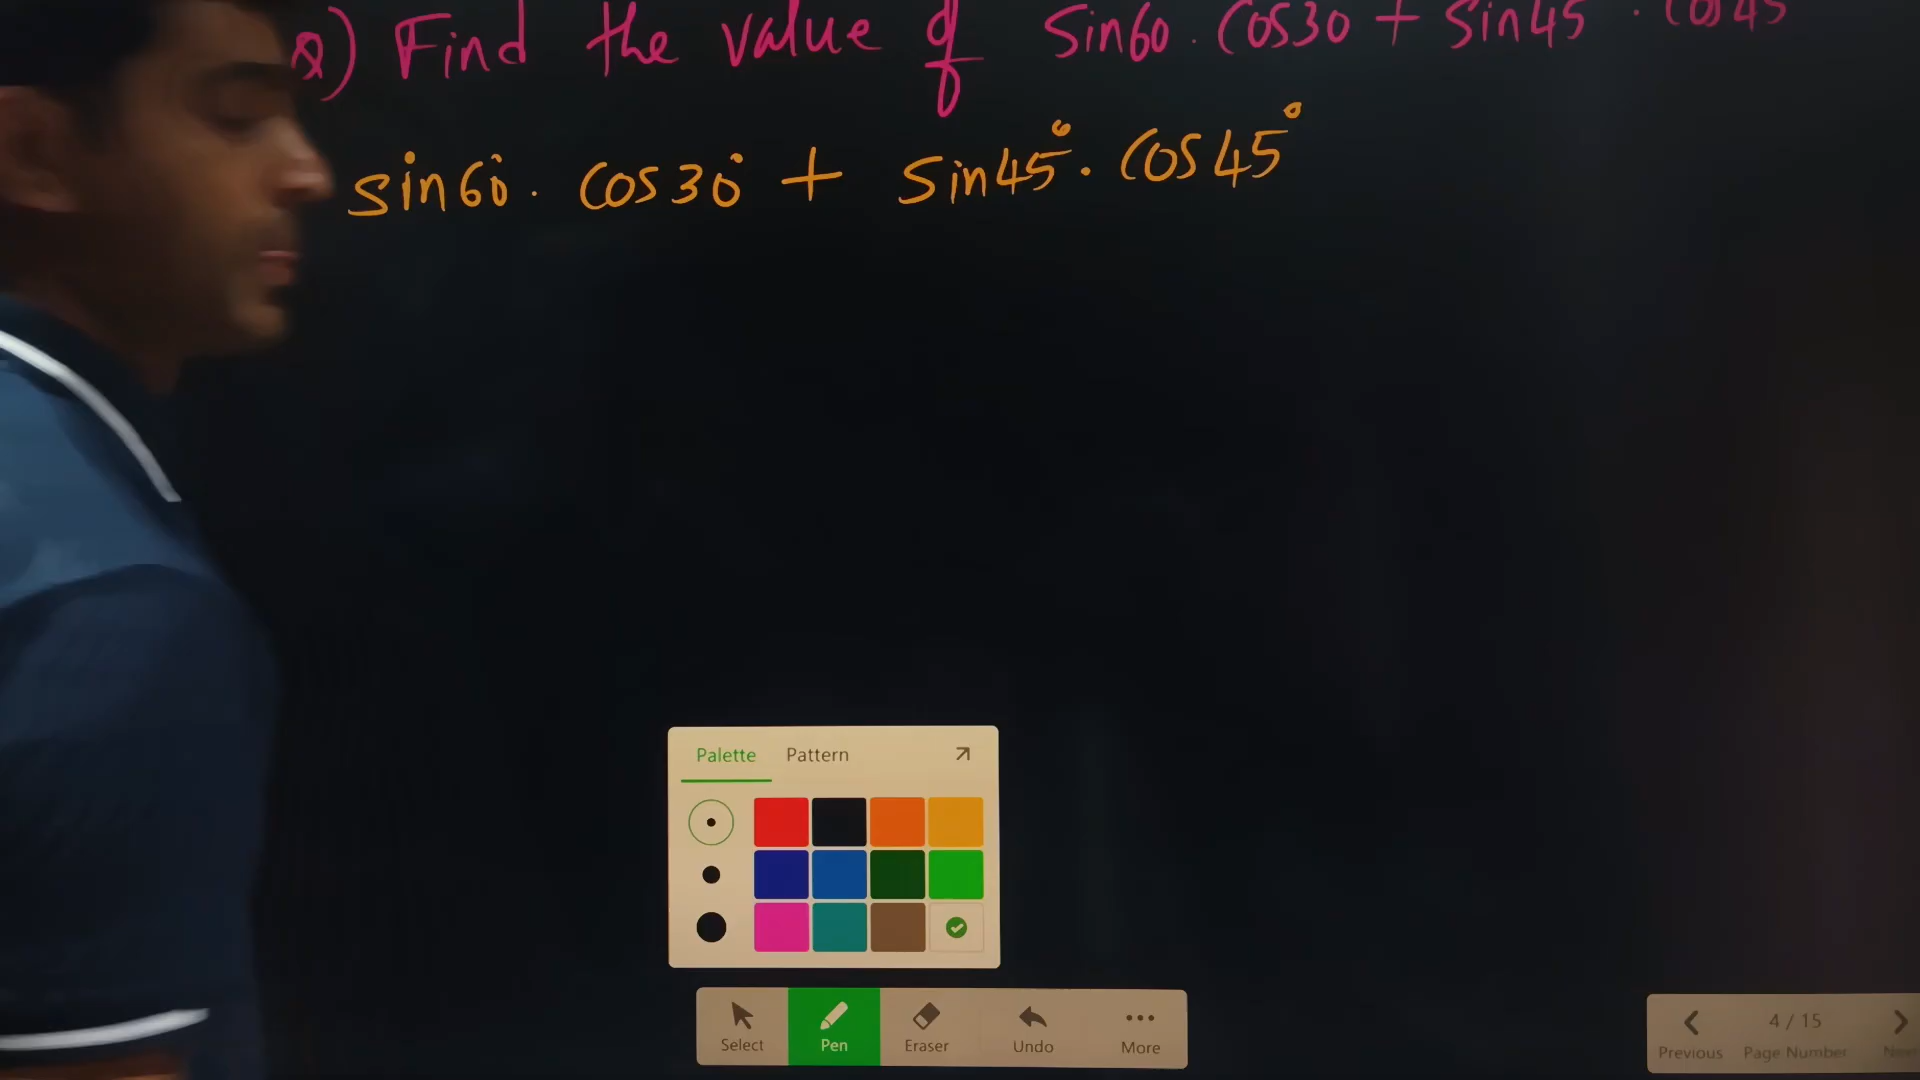 Q) Find the value of Sin60 . Cos30 + Sin45 . Cos45
sin60° . Cos30° + Sin45° . Cos45°
Palette Pattern
Select Pen Eraser Undo More
4 / 15
Previous Page Number Next